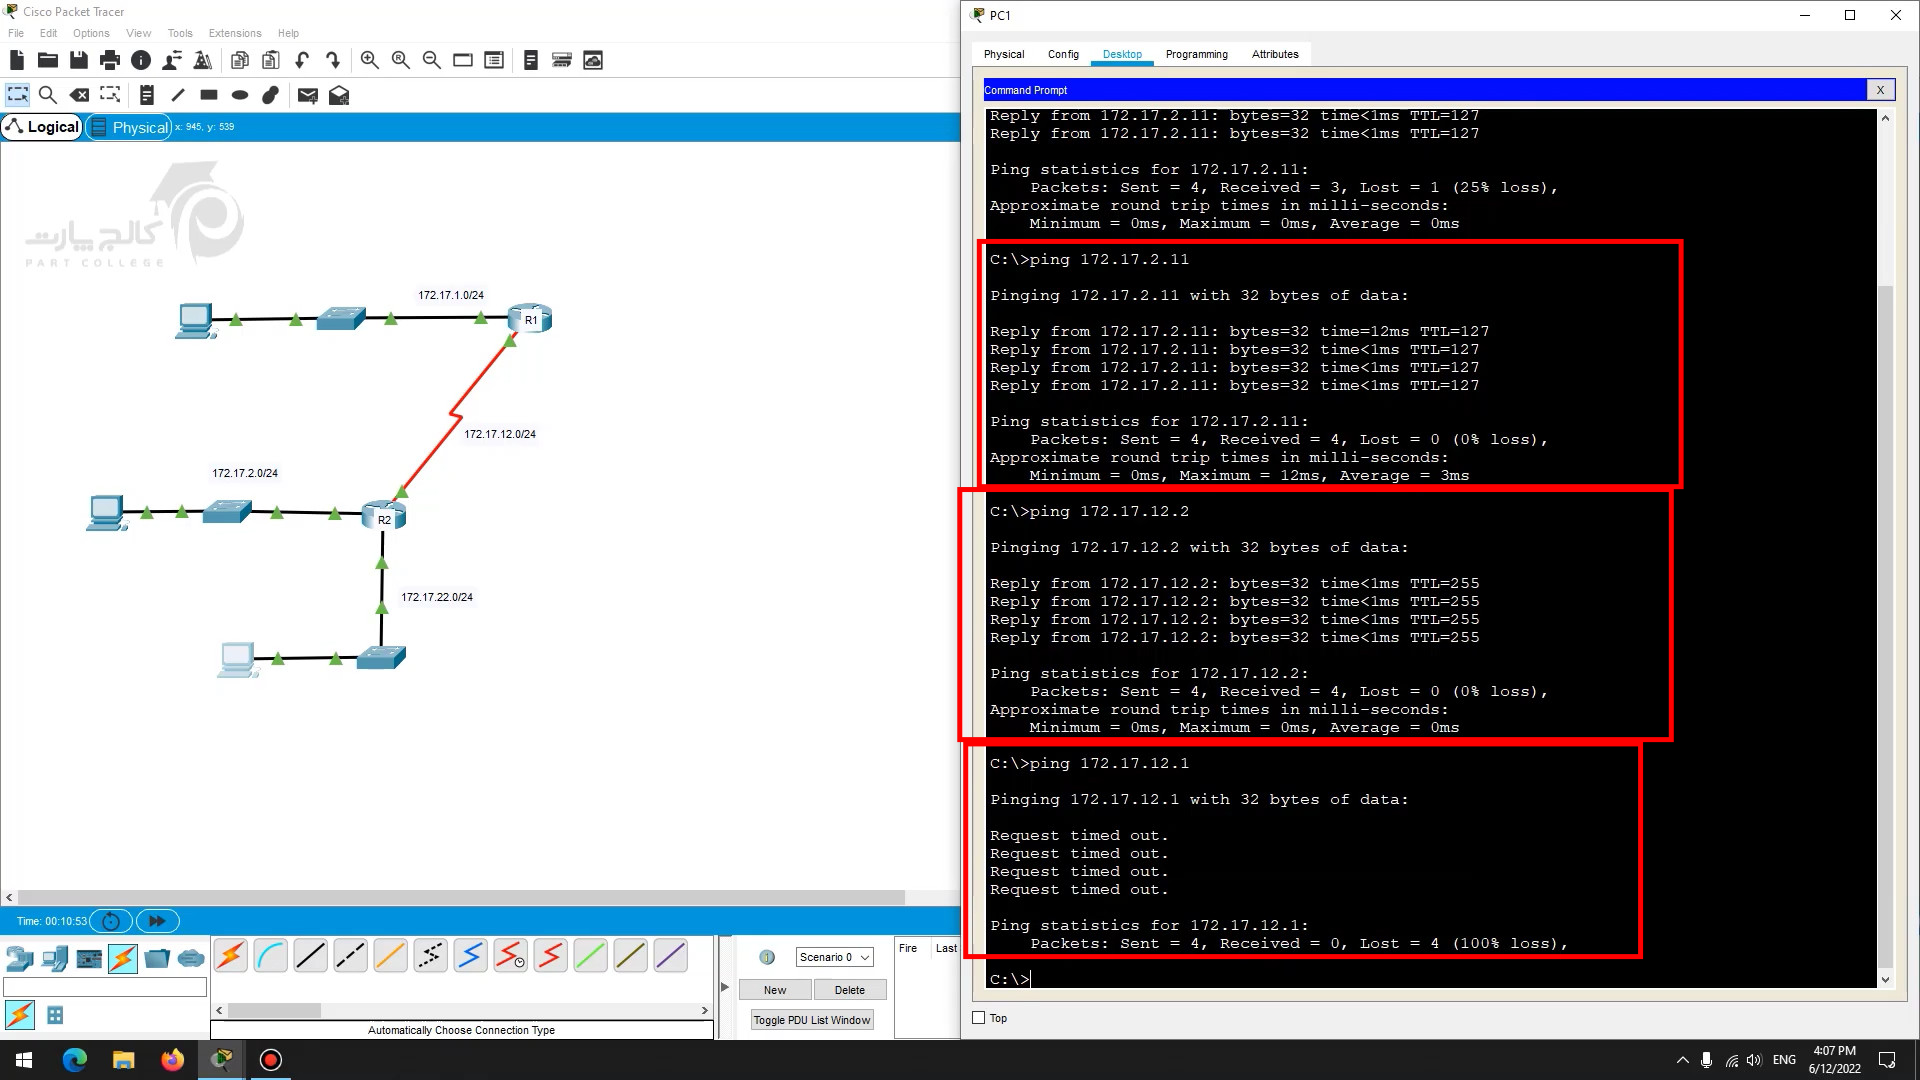 Cisco Packet Tracer
File Edit Options View Tools Extensions Help
Logical Physical x: 945, y: 539
کالج پارت
PART COLLEGE
172.17.1.0/24
R1
172.17.12.0/24
172.17.2.0/24
R2
172.17.22.0/24
Time: 00:10:53
Scenario 0
Fire Last
New Delete
Toggle PDU List Window
Automatically Choose Connection Type
PC1
Physical Config Desktop Programming Attributes
Command Prompt X
Reply from 172.17.2.11: bytes=32 time<1ms TTL=127
Reply from 172.17.2.11: bytes=32 time<1ms TTL=127
Ping statistics for 172.17.2.11:
Packets: Sent = 4, Received = 3, Lost = 1 (25% loss),
Approximate round trip times in milli-seconds:
Minimum = 0ms, Maximum = 0ms, Average = 0ms
C:\>ping 172.17.2.11
Pinging 172.17.2.11 with 32 bytes of data:
Reply from 172.17.2.11: bytes=32 time=12ms TTL=127
Reply from 172.17.2.11: bytes=32 time<1ms TTL=127
Reply from 172.17.2.11: bytes=32 time<1ms TTL=127
Reply from 172.17.2.11: bytes=32 time<1ms TTL=127
Ping statistics for 172.17.2.11:
Packets: Sent = 4, Received = 4, Lost = 0 (0% loss),
Approximate round trip times in milli-seconds:
Minimum = 0ms, Maximum = 12ms, Average = 3ms
C:\>ping 172.17.12.2
Pinging 172.17.12.2 with 32 bytes of data:
Reply from 172.17.12.2: bytes=32 time<1ms TTL=255
Reply from 172.17.12.2: bytes=32 time<1ms TTL=255
Reply from 172.17.12.2: bytes=32 time<1ms TTL=255
Reply from 172.17.12.2: bytes=32 time<1ms TTL=255
Ping statistics for 172.17.12.2:
Packets: Sent = 4, Received = 4, Lost = 0 (0% loss),
Approximate round trip times in milli-seconds:
Minimum = 0ms, Maximum = 0ms, Average = 0ms
C:\>ping 172.17.12.1
Pinging 172.17.12.1 with 32 bytes of data:
Request timed out.
Request timed out.
Request timed out.
Request timed out.
Ping statistics for 172.17.12.1:
Packets: Sent = 4, Received = 0, Lost = 4 (100% loss),
C:\>
Top
ENG
4:07 PM
6/12/2022